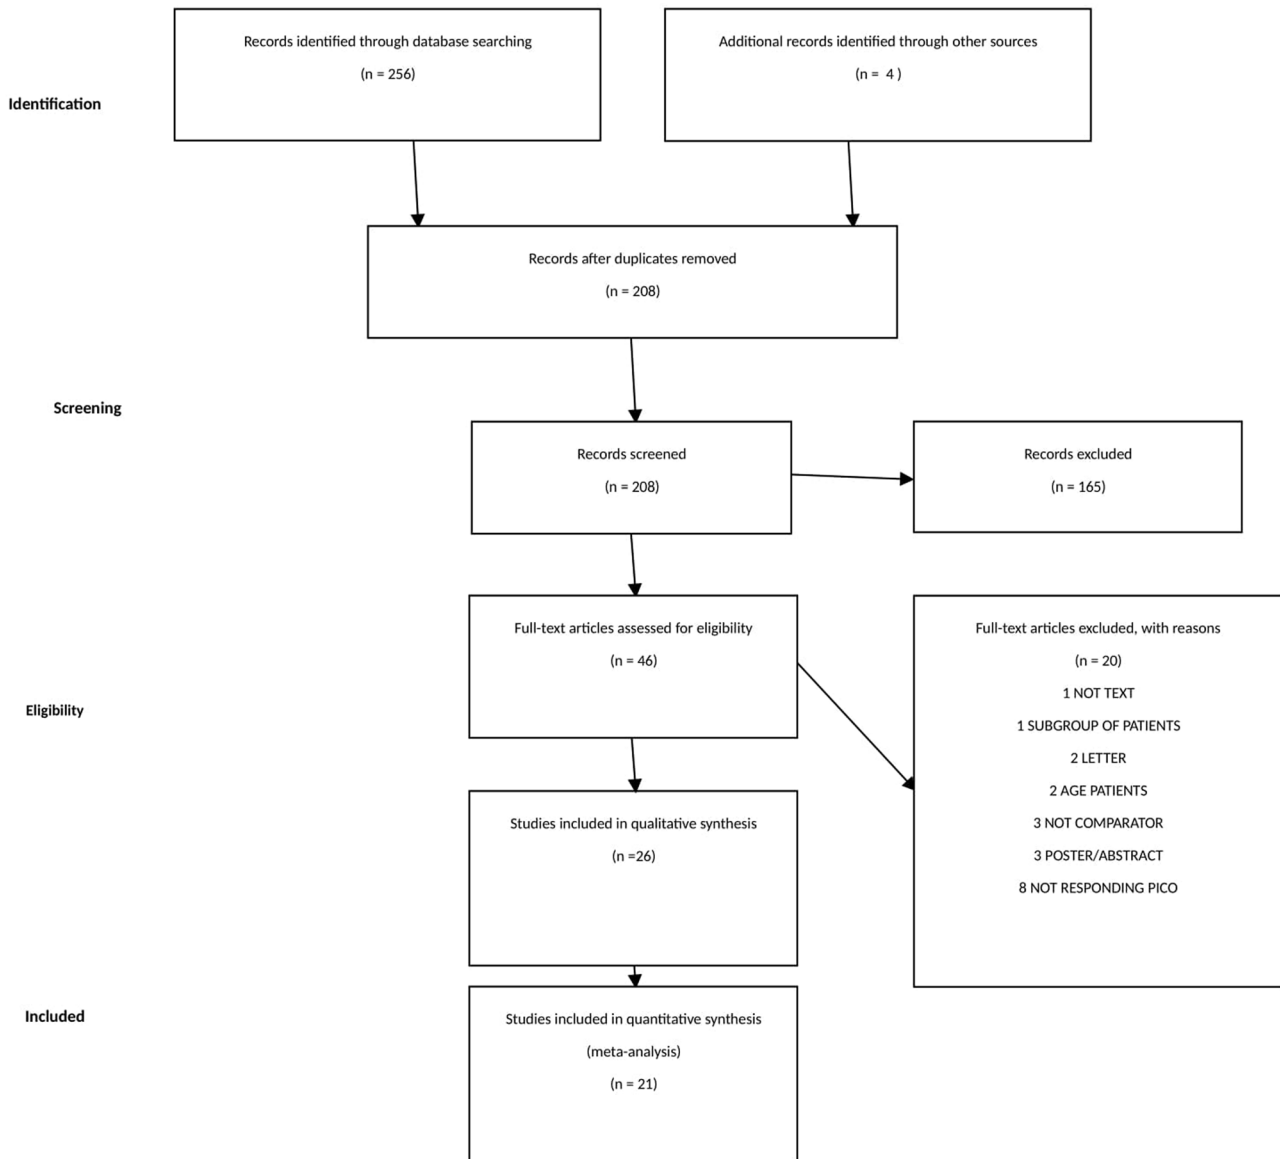 Records identified through database searching
(n = 256)
Additional records identified through other sources
(n =  4 )
Identification
Records after duplicates removed
(n = 208)
Screening
Records screened
(n = 208)
Records excluded
(n = 165)
Full-text articles assessed for eligibility
(n = 46)
Full-text articles excluded, with reasons
(n = 20)
1 NOT TEXT
1 SUBGROUP OF PATIENTS
2 LETTER
2 AGE PATIENTS
3 NOT COMPARATOR
3 POSTER/ABSTRACT
8 NOT RESPONDING PICO
Eligibility
Studies included in qualitative synthesis
(n =26)
Included
Studies included in quantitative synthesis
(meta-analysis)
(n = 21)